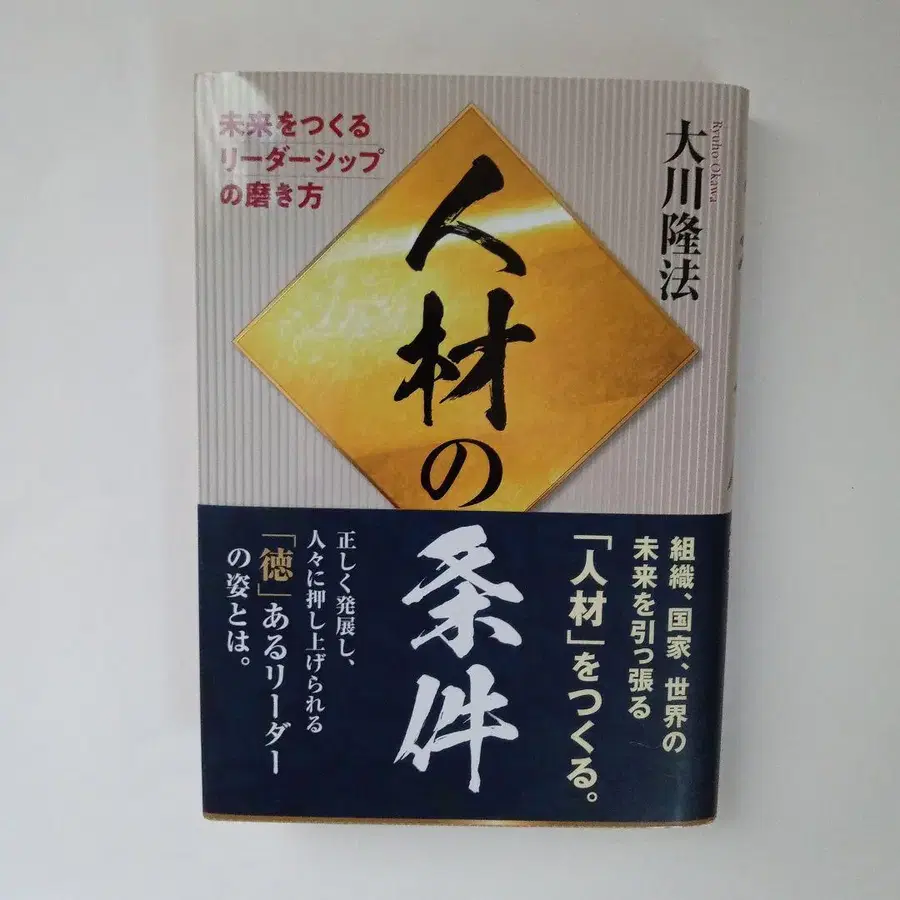 未来をつくる
リーダーシップ
の磨き方
大川隆法
Ryuho Okawa
人材の
条件
組織、国家、世界の
未来を引っ張る
「人材」をつくる。
正しく発展し、
人々に押し上げられる
「徳」あるリーダー
の姿とは。